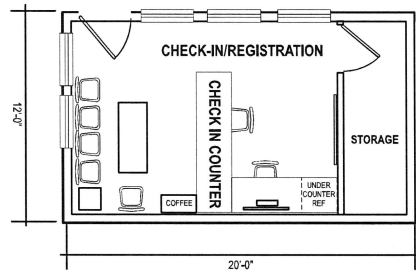 CHECK-IN/REGISTRATION
12'-0"
CHECK IN COUNTER
STORAGE
COFFEE
UNDER
COUNTER
REF
20'-0"